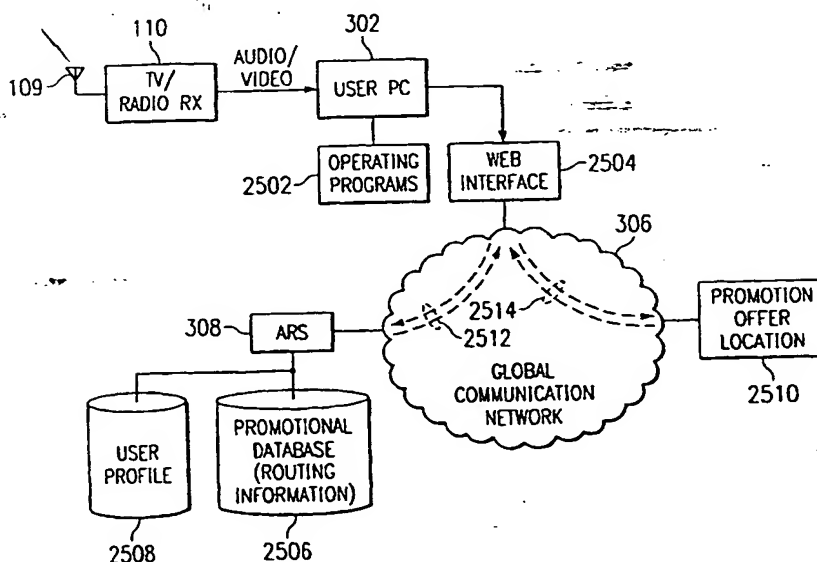 110
302
109
TV/
RADIO RX
AUDIO/
VIDEO
USER PC
2502
OPERATING
PROGRAMS
WEB
INTERFACE
2504
306
308
ARS
2514
2512
GLOBAL
COMMUNICATION
NETWORK
PROMOTION
OFFER
LOCATION
2510
USER
PROFILE
PROMOTIONAL
DATABASE
(ROUTING
INFORMATION)
2508
2506